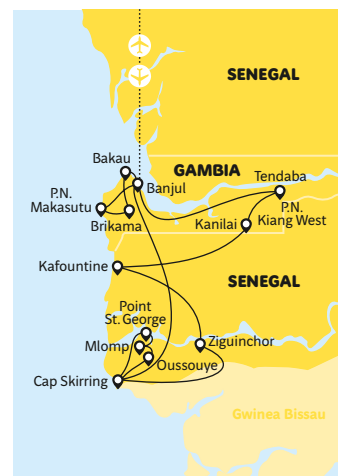 SENEGAL
Bakau
GAMBIA
Banjul
Tendaba
P.N.
Makasutu
P.N.
Kiang West
Brikama
Kanilai
Kafountine
SENEGAL
Point
St. George
Mlomp
Ziguinchor
Oussouye
Cap Skirring
Gwinea Bissau